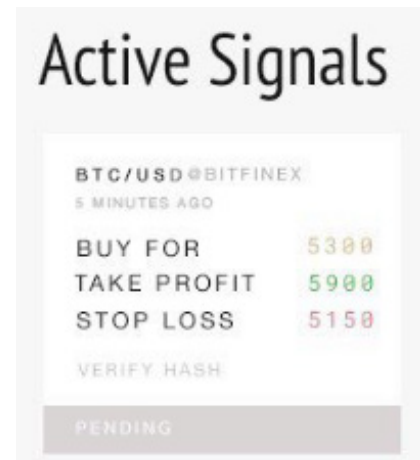 Active Signals
BTC/USD@BITFINEX
5 MINUTES AGO
BUY FOR 5300
TAKE PROFIT 5900
STOP LOSS 5150
VERIFY HASH
PENDING